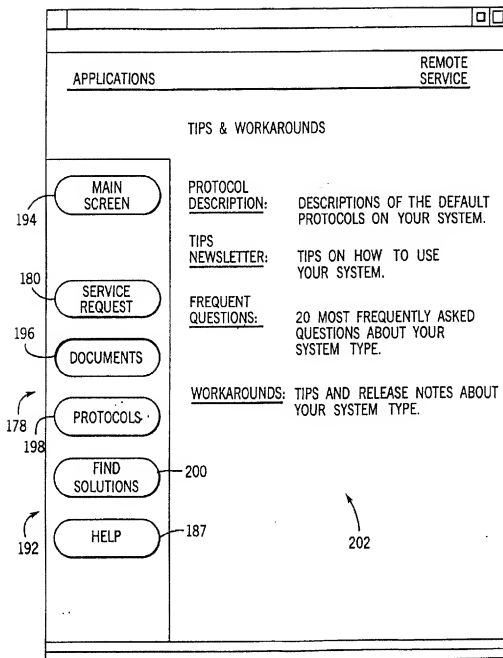 REMOTE
APPLICATIONS SERVICE
TIPS & WORKAROUNDS
MAIN
SCREEN
194
180
SERVICE
REQUEST
196
DOCUMENTS
178
PROTOCOLS
198
FIND
SOLUTIONS
200
192
HELP
187
PROTOCOL
DESCRIPTION: DESCRIPTIONS OF THE DEFAULT
PROTOCOLS ON YOUR SYSTEM.
TIPS
NEWSLETTER: TIPS ON HOW TO USE
YOUR SYSTEM.
FREQUENT
QUESTIONS: 20 MOST FREQUENTLY ASKED
QUESTIONS ABOUT YOUR
SYSTEM TYPE.
WORKAROUNDS: TIPS AND RELEASE NOTES ABOUT
YOUR SYSTEM TYPE.
202